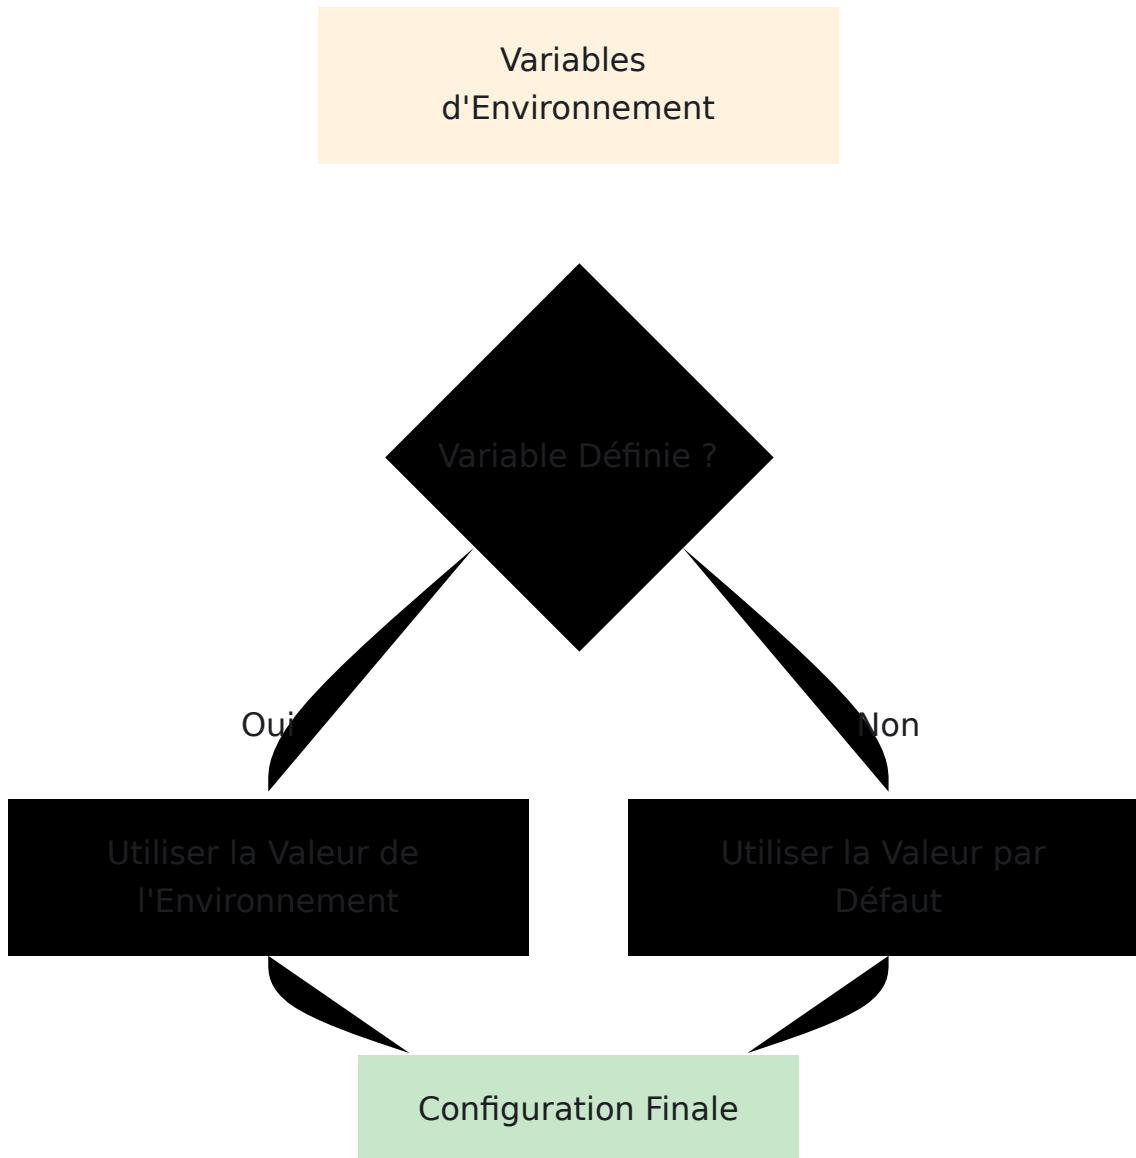 Variables
d'Environnement
Variable Définie ?
Oui
Non
Utiliser la Valeur de
l'Environnement
Utiliser la Valeur par
Défaut
Configuration Finale